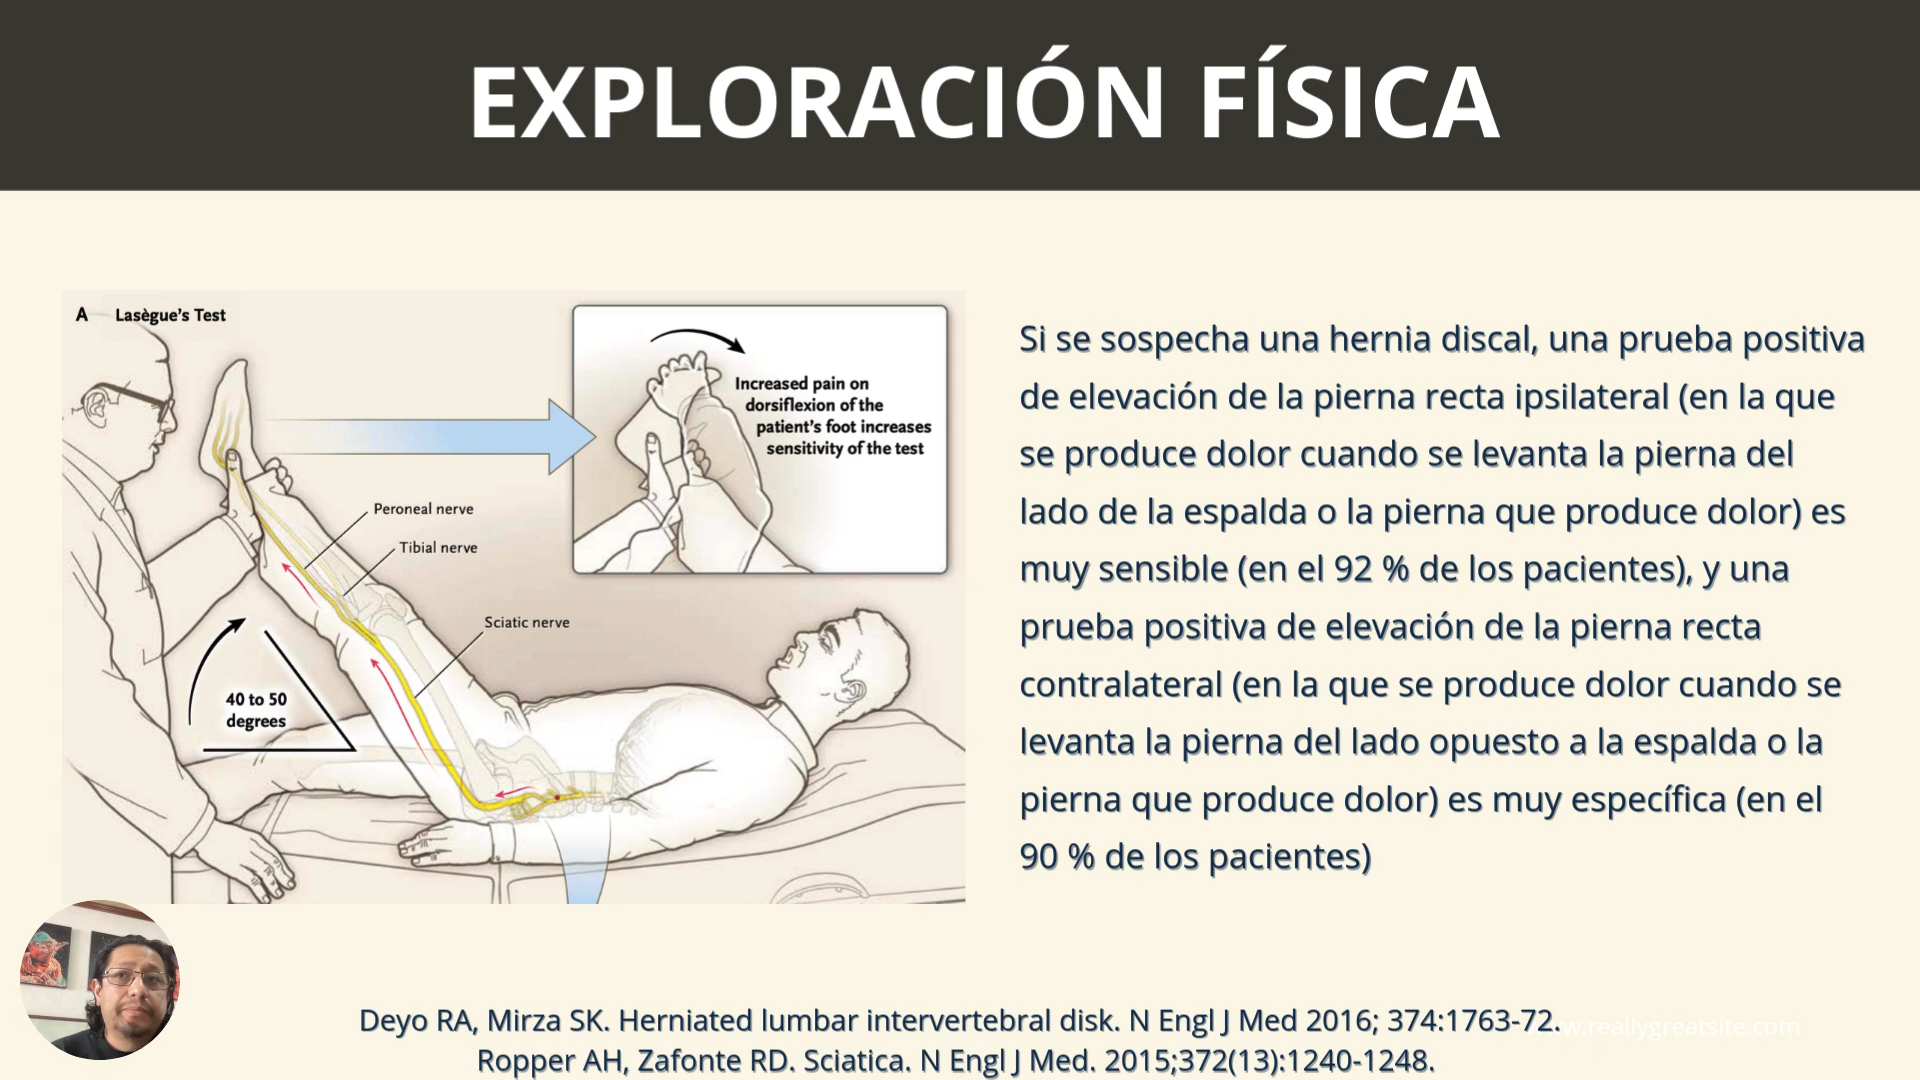 EXPLORACIÓN FÍSICA
A Lasègue's Test
Increased pain on
dorsiflexion of the
patient's foot increases
sensitivity of the test
Peroneal nerve
Tibial nerve
Sciatic nerve
40 to 50
degrees
Si se sospecha una hernia discal, una prueba positiva
de elevación de la pierna recta ipsilateral (en la que
se produce dolor cuando se levanta la pierna del
lado de la espalda o la pierna que produce dolor) es
muy sensible (en el 92 % de los pacientes), y una
prueba positiva de elevación de la pierna recta
contralateral (en la que se produce dolor cuando se
levanta la pierna del lado opuesto a la espalda o la
pierna que produce dolor) es muy específica (en el
90 % de los pacientes)
Deyo RA, Mirza SK. Herniated lumbar intervertebral disk. N Engl J Med 2016; 374:1763-72.
w.reallygreatsite.com
Ropper AH, Zafonte RD. Sciatica. N Engl J Med. 2015;372(13):1240-1248.